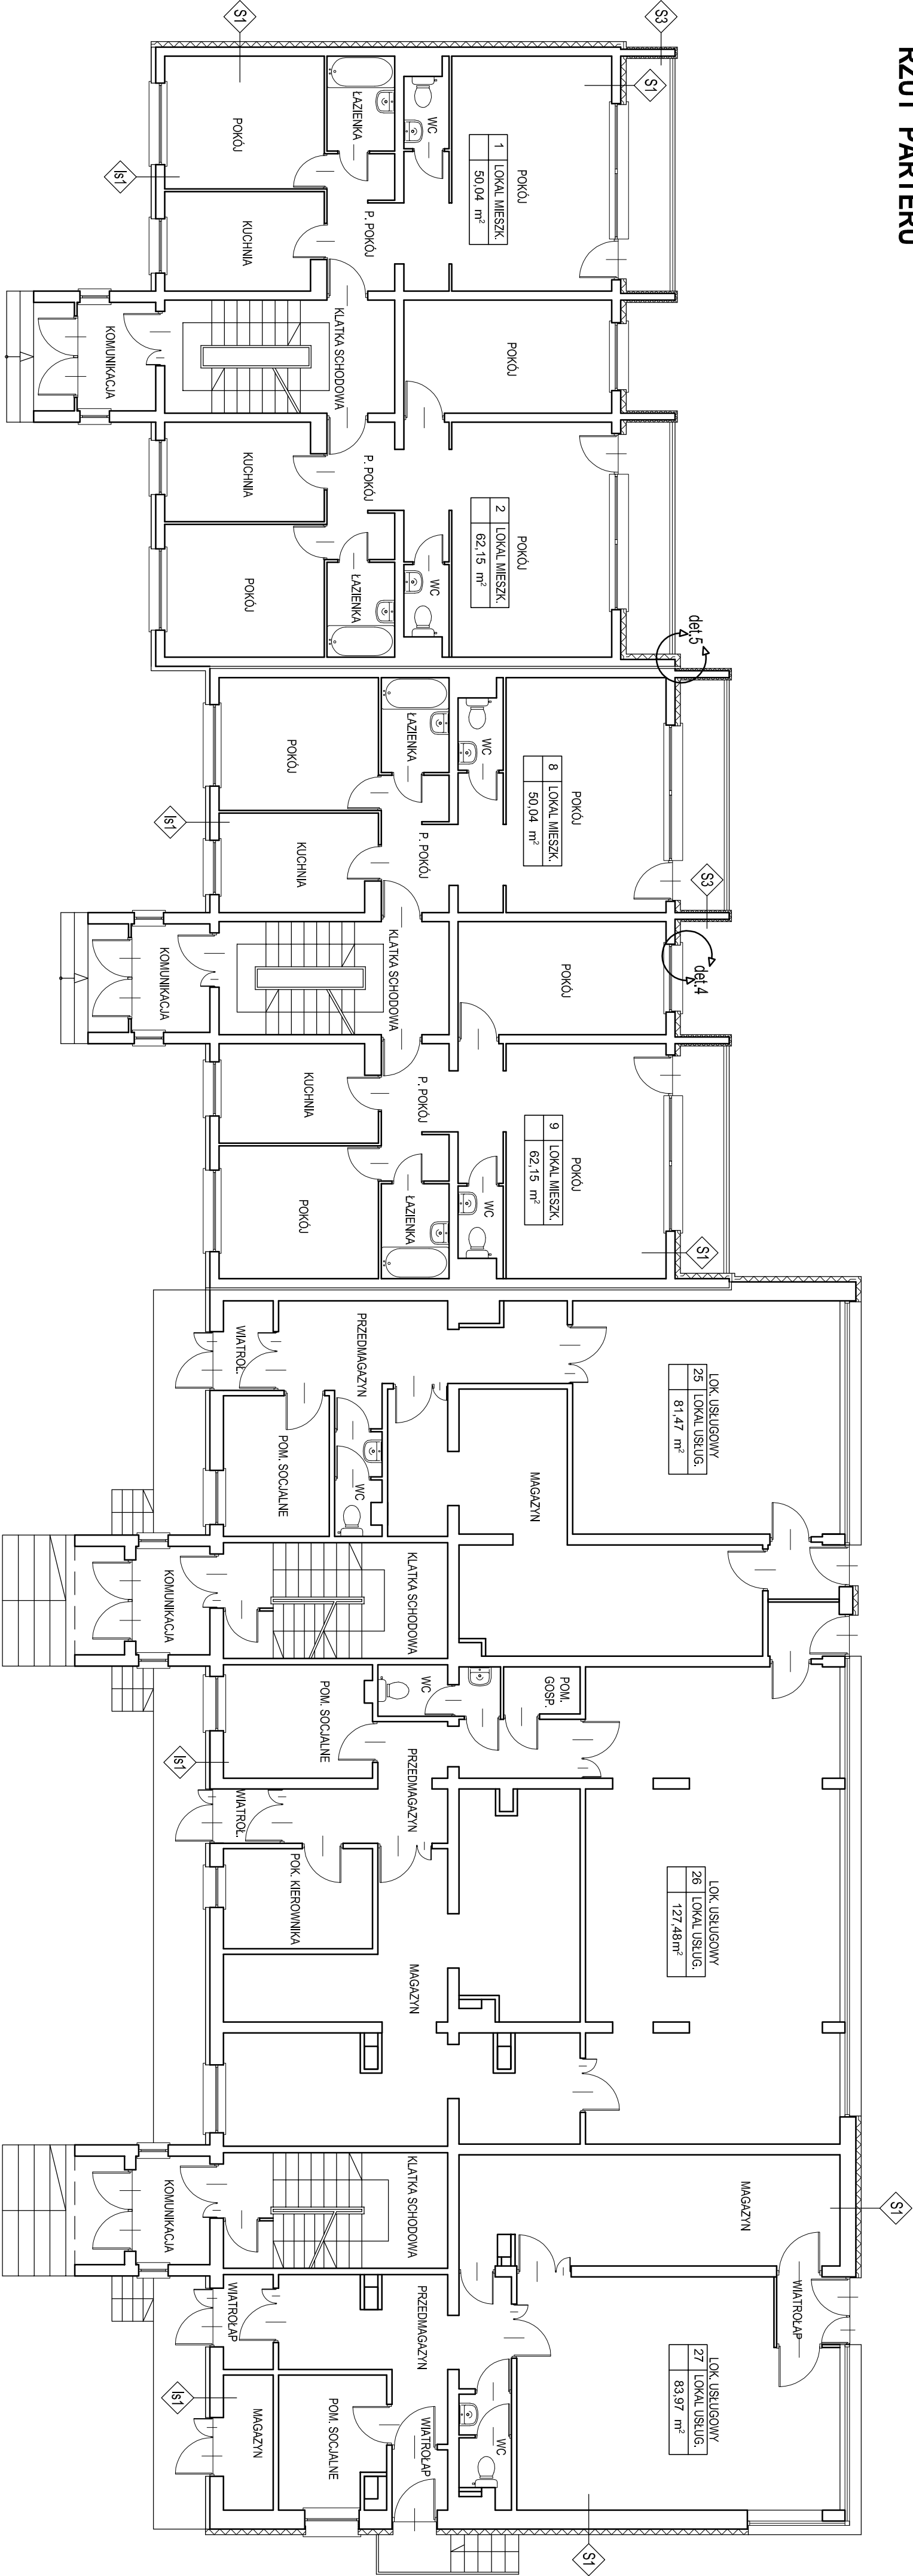 RZUT PARTERU
S1
S3
S1
POKÓJ
ŁAZIENKA
WC
POKÓJ
1 LOKAL MIESZK.
50,04 m²
Is1
KUCHNIA
P. POKÓJ
KOMUNIKACJA
KLATKA SCHODOWA
POKÓJ
KUCHNIA
P. POKÓJ
POKÓJ
2 LOKAL MIESZK.
62,15 m²
POKÓJ
ŁAZIENKA
WC
det.5
POKÓJ
ŁAZIENKA
WC
POKÓJ
8 LOKAL MIESZK.
50,04 m²
Is1
KUCHNIA
P. POKÓJ
S3
KOMUNIKACJA
KLATKA SCHODOWA
POKÓJ
det.4
KUCHNIA
P. POKÓJ
POKÓJ
9 LOKAL MIESZK.
62,15 m²
POKÓJ
ŁAZIENKA
WC
S1
WIATROŁ.
PRZEDMAGAZYN
LOK. USŁUGOWY
25 LOKAL USŁUG.
81,47 m²
POM. SOCJALNE
WC
MAGAZYN
KOMUNIKACJA
KLATKA SCHODOWA
POM. SOCJALNE
WC
POM.
GOSP.
Is1
WIATROŁ.
PRZEDMAGAZYN
POK. KIEROWNIKA
LOK. USŁUGOWY
26 LOKAL USŁUG.
127,48m²
MAGAZYN
KOMUNIKACJA
KLATKA SCHODOWA
MAGAZYN
S1
WIATROŁAP
PRZEDMAGAZYN
WIATROŁAP
LOK. USŁUGOWY
27 LOKAL USŁUG.
83,97 m²
Is1
MAGAZYN
POM. SOCJALNE
WIATROŁAP
WC
S1